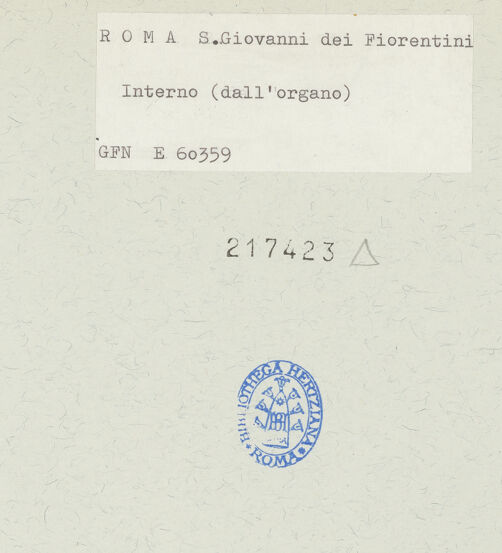 R O M A S.Giovanni dei Fiorentini
Interno (dall'organo)
GFN E 60359
217423
BIBLIOTHECA HERTZIANA
* ROMA *